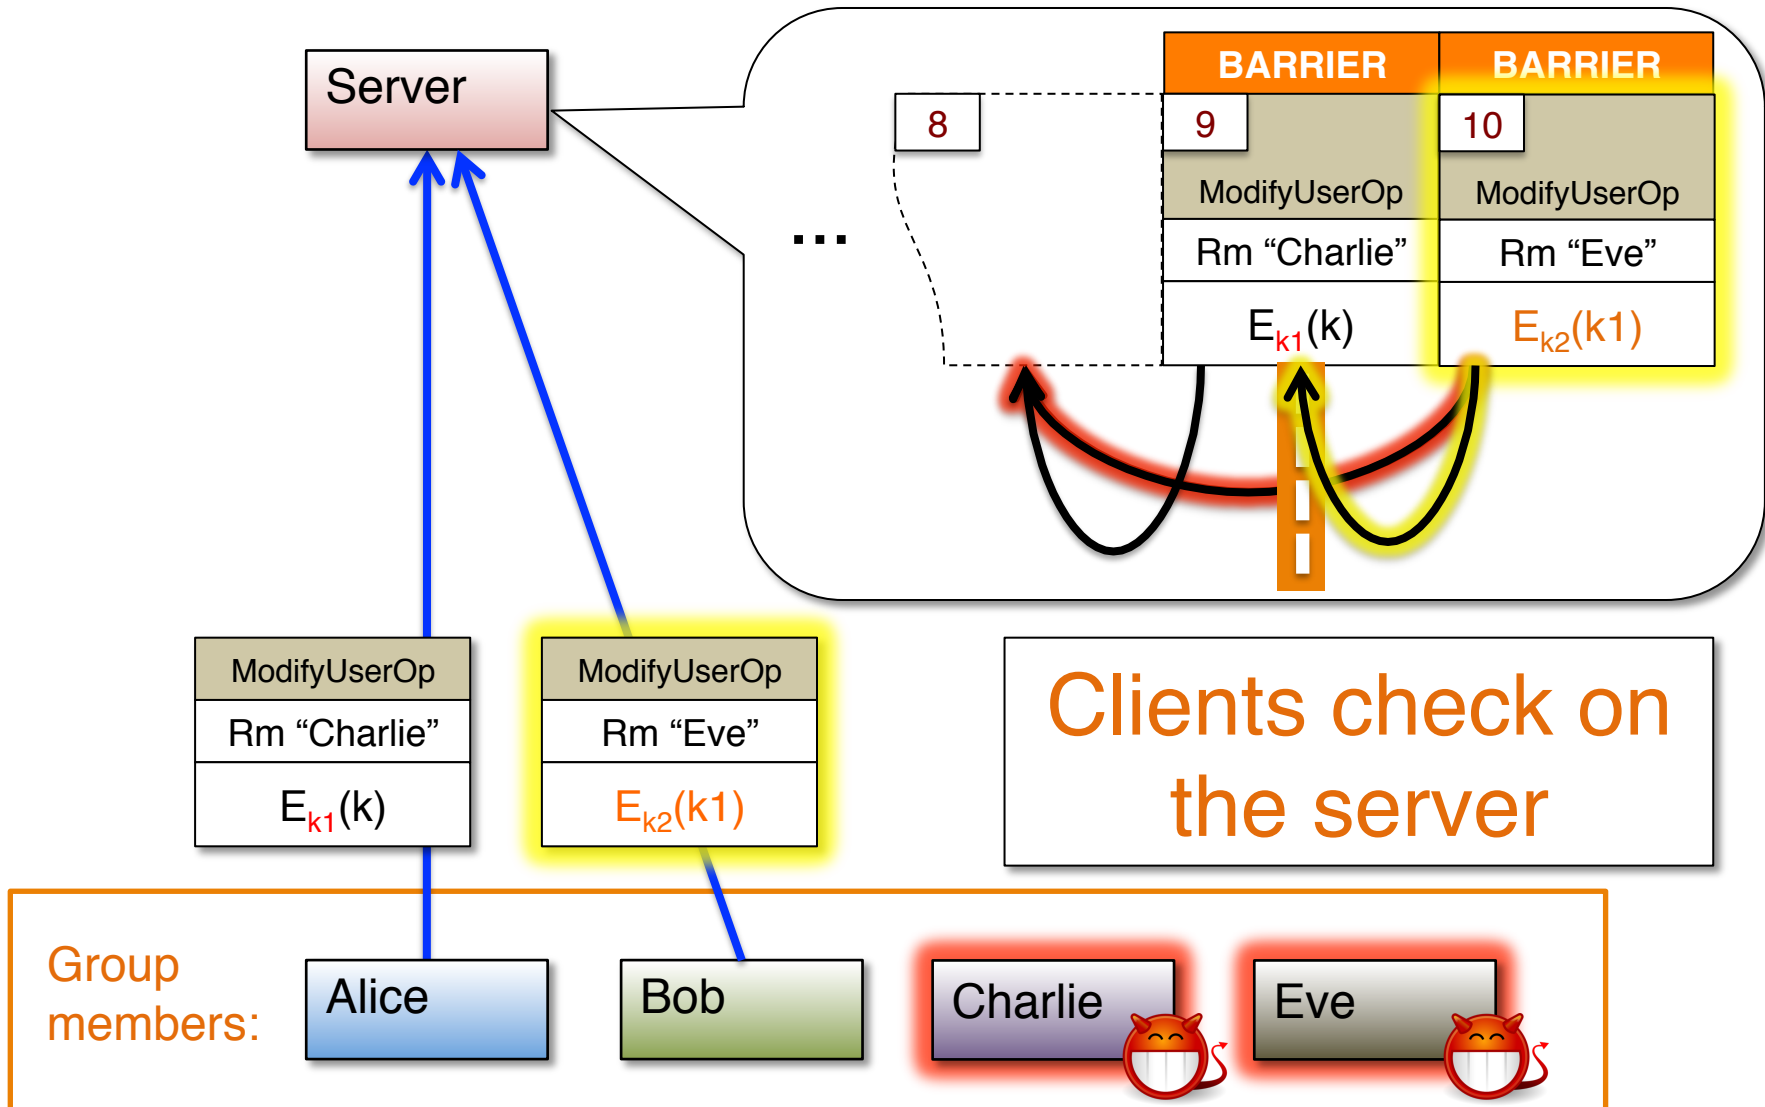 Server
BARRIER
BARRIER
8
9
10
ModifyUserOp
ModifyUserOp
...
Rm “Charlie”
Rm “Eve”
Ek1(k)
Ek2(k1)
ModifyUserOp
ModifyUserOp
Rm “Charlie”
Rm “Eve”
Ek1(k)
Ek2(k1)
Clients check on
the server
Group
members:
Alice
Bob
Charlie
Eve